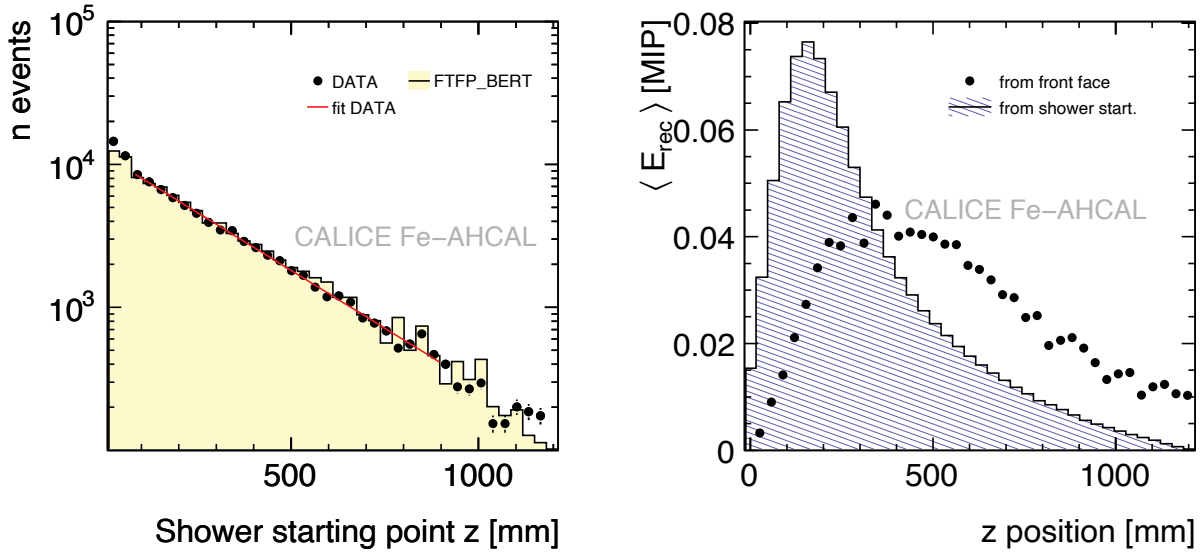 n events
10^5
10^4
10^3
DATA
FTFP_BERT
fit DATA
CALICE Fe–AHCAL
500
1000
Shower starting point z [mm]
⟨ E_rec ⟩ [MIP]
0.08
0.06
0.04
0.02
0
from front face
from shower start.
CALICE Fe–AHCAL
0
500
1000
z position [mm]